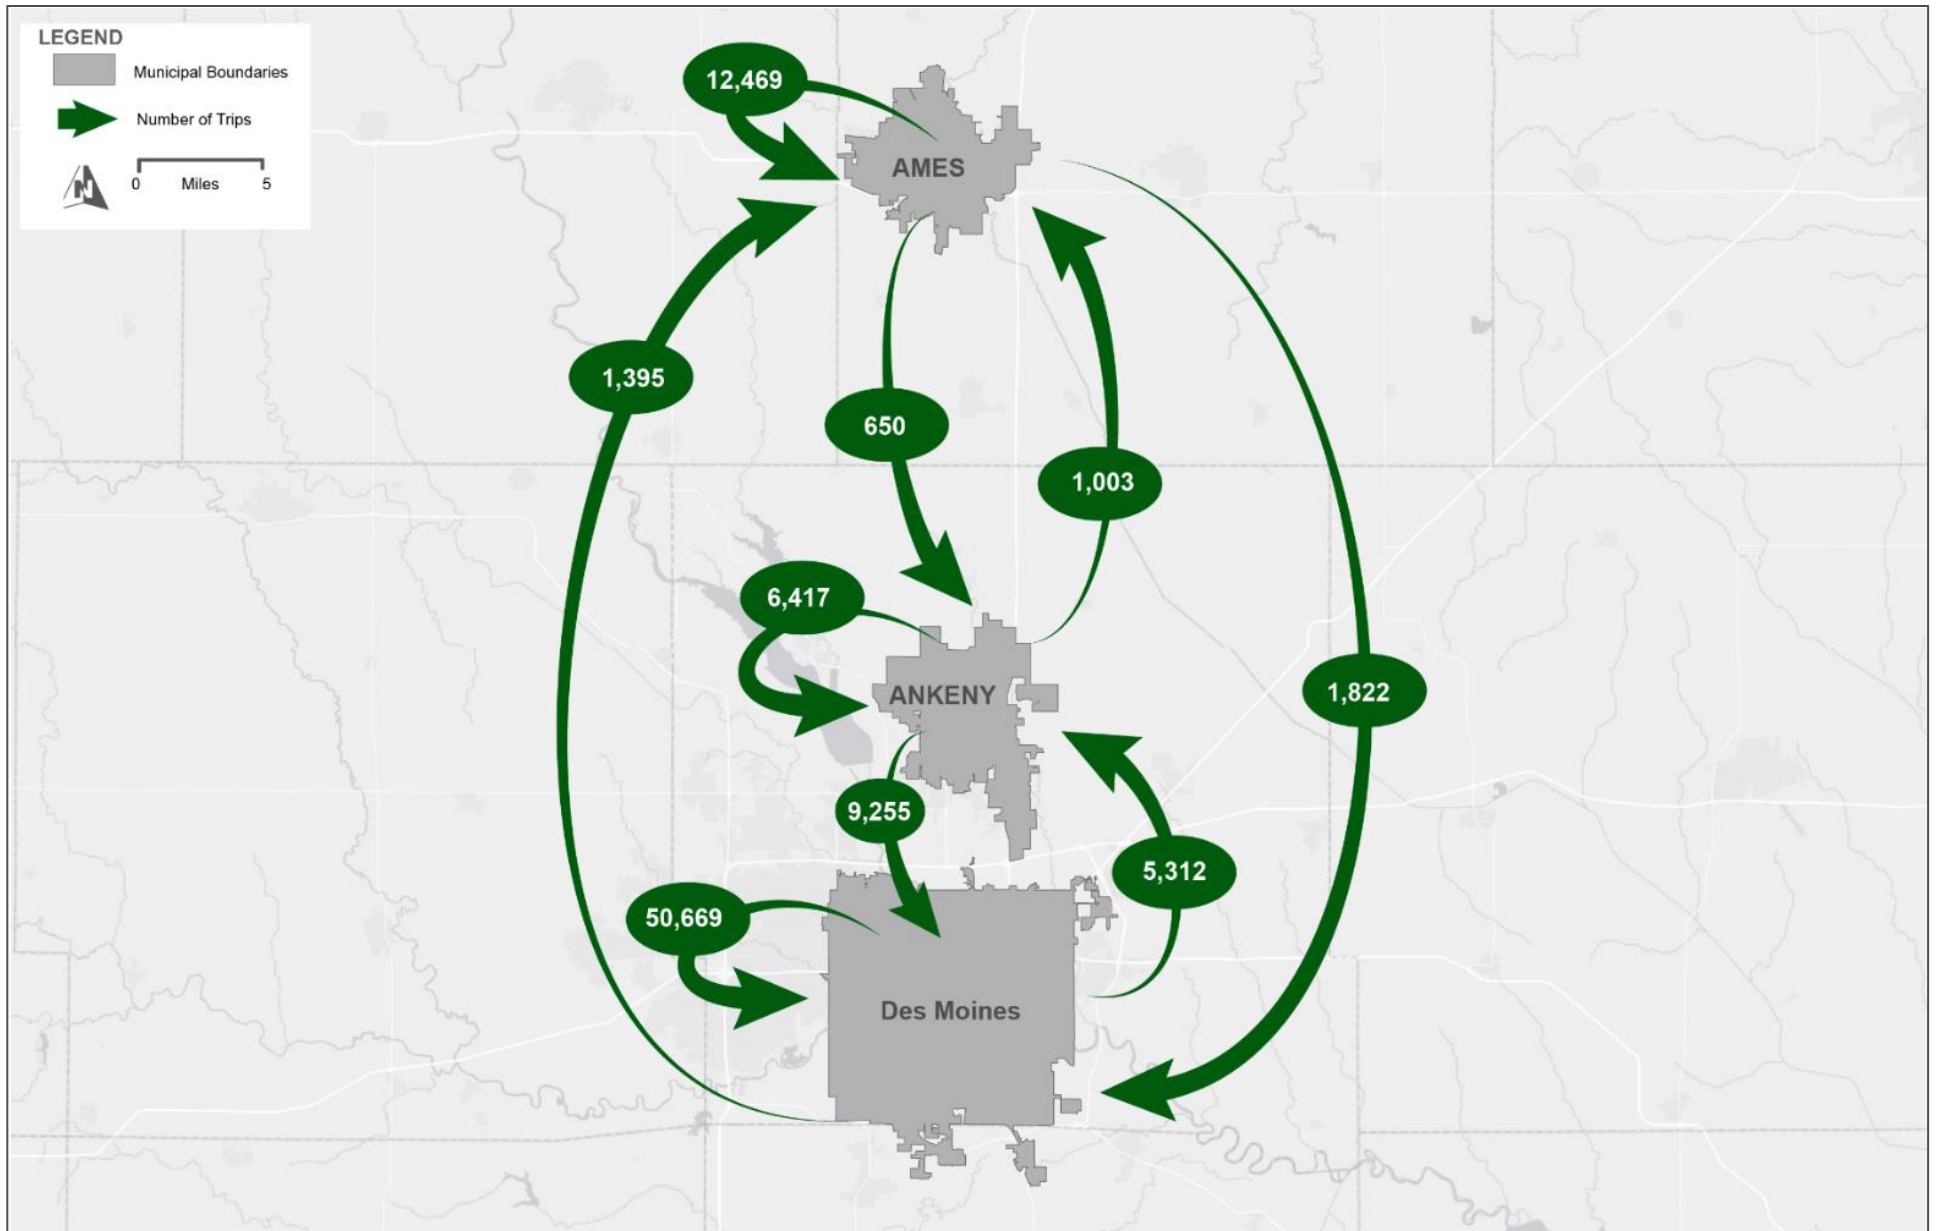 LEGEND
Municipal Boundaries
Number of Trips
N
0 Miles 5
12,469
AMES
1,395
650
1,003
6,417
ANKENY
1,822
9,255
5,312
50,669
Des Moines